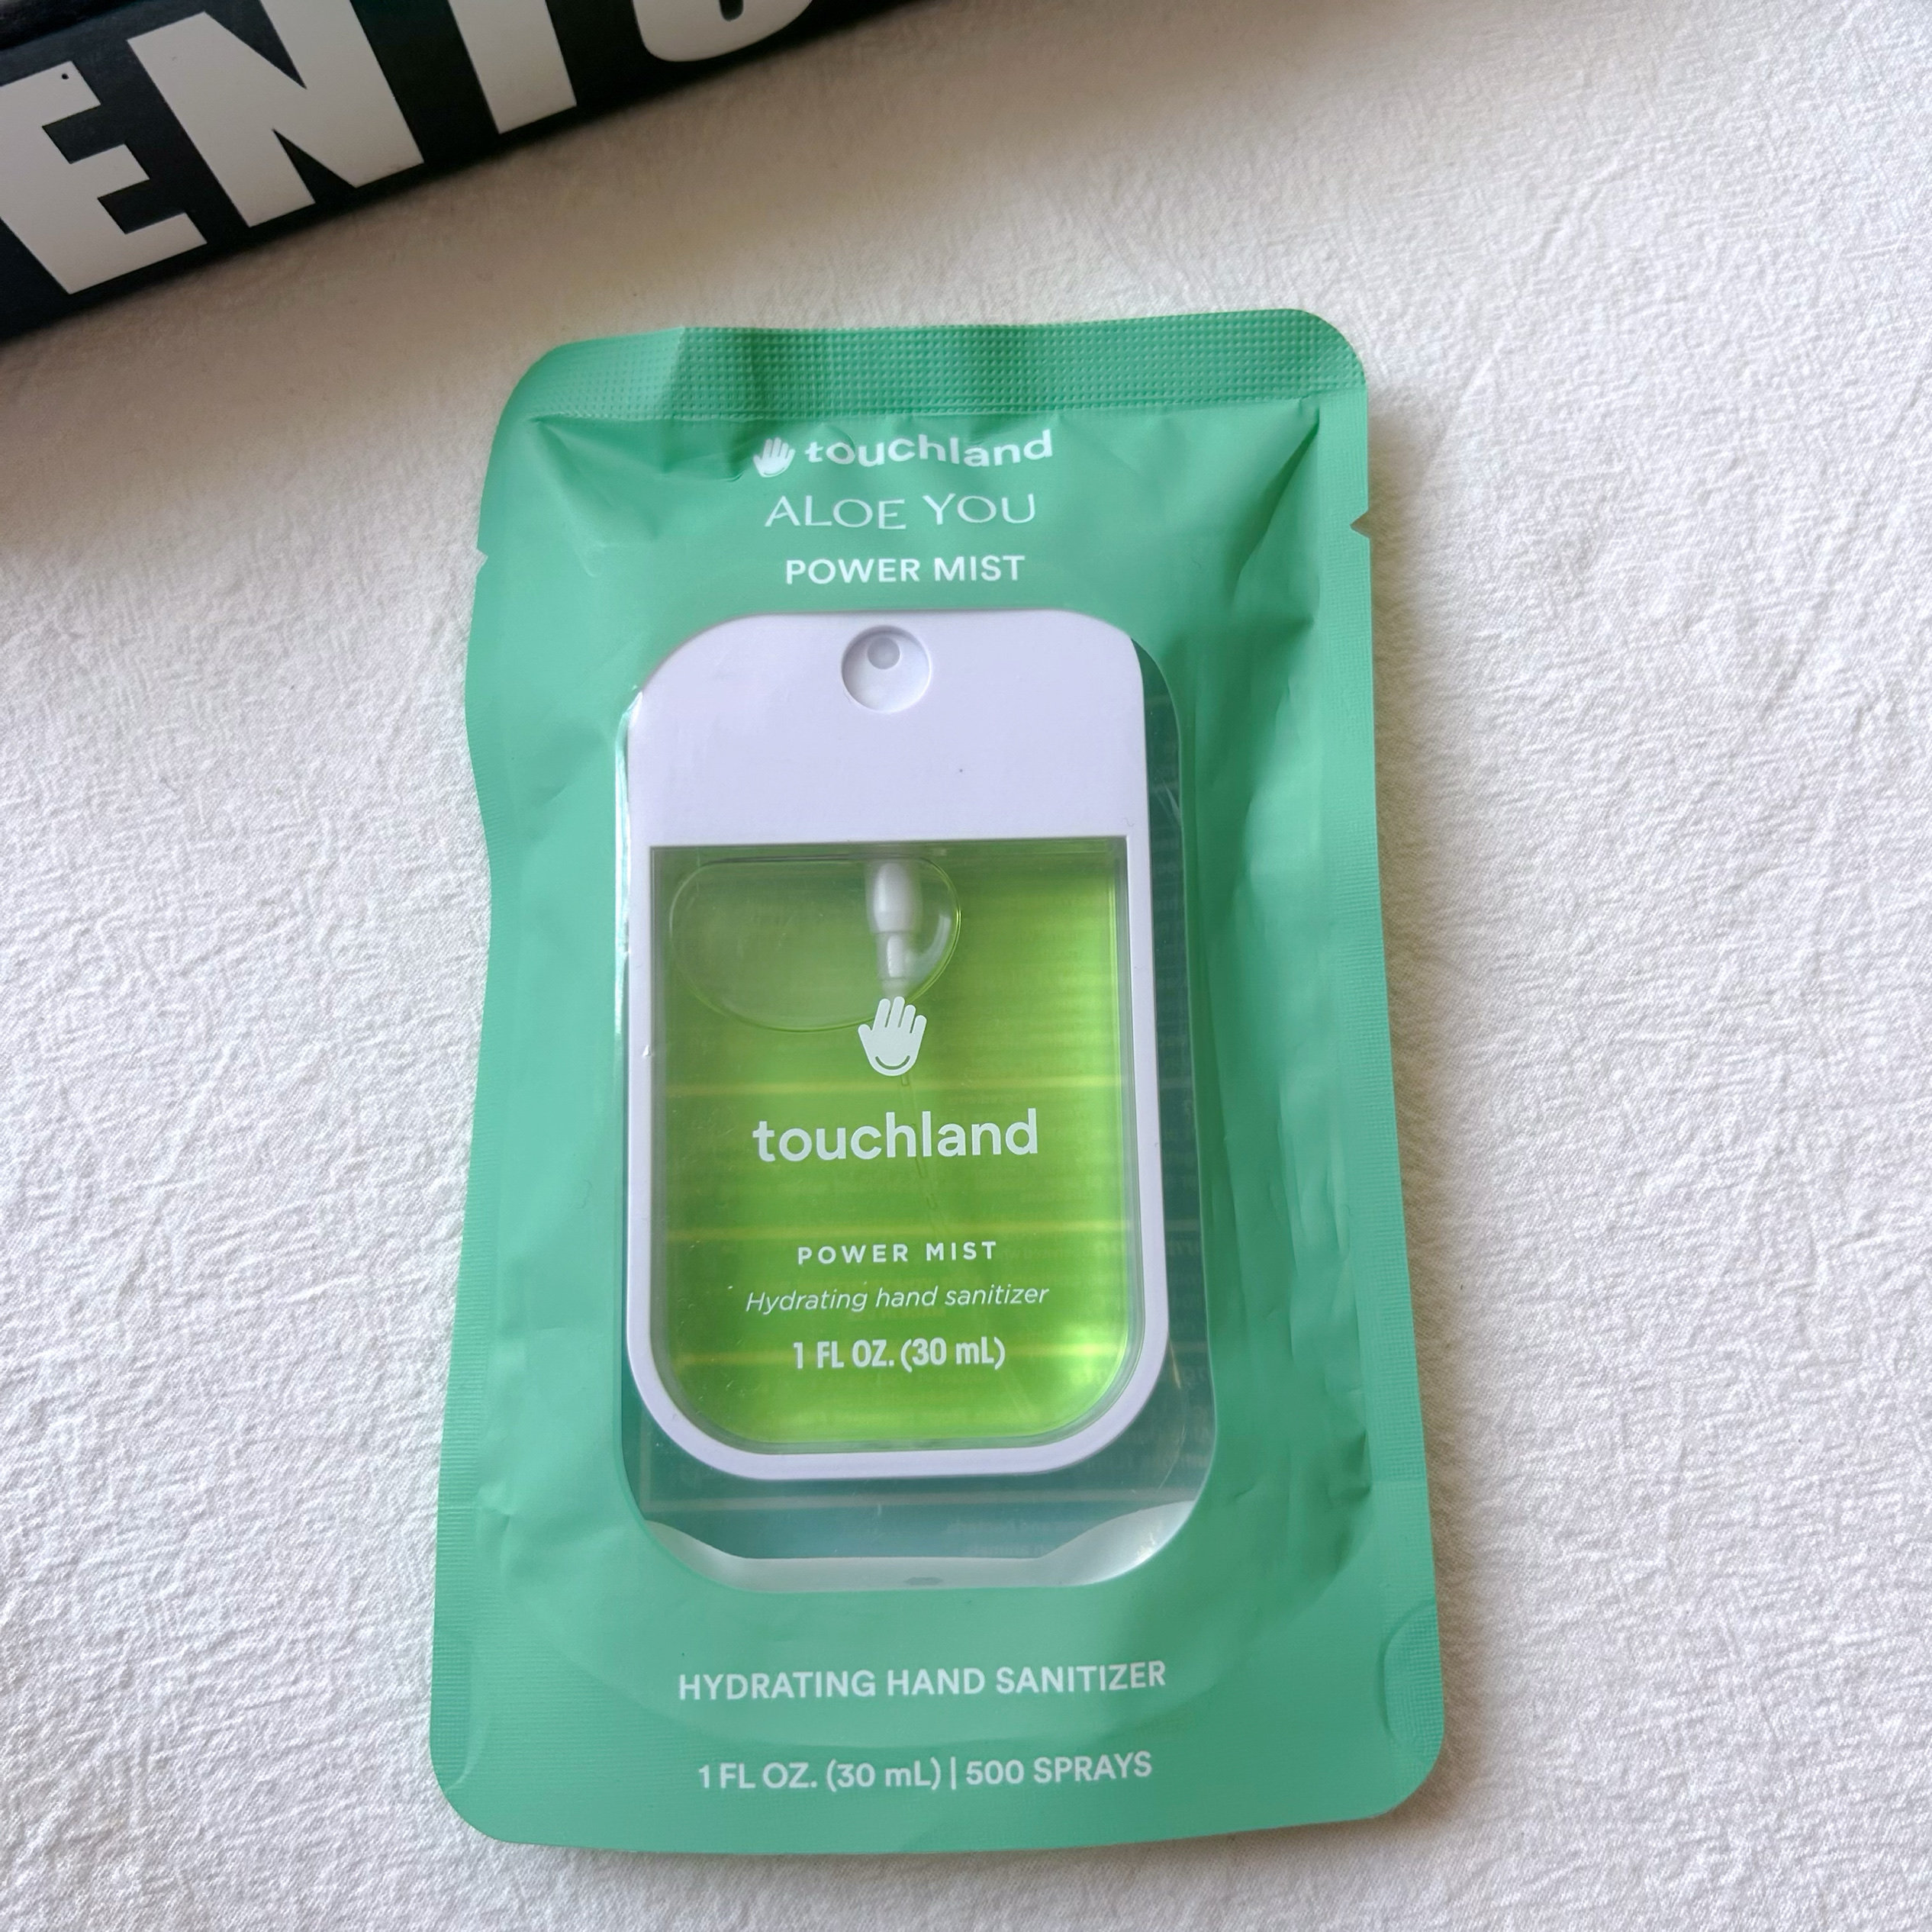 ENTO
touchland
ALOE YOU
POWER MIST
touchland
POWER MIST
Hydrating hand sanitizer
1 FL OZ. (30 mL)
HYDRATING HAND SANITIZER
1 FL OZ. (30 mL) | 500 SPRAYS